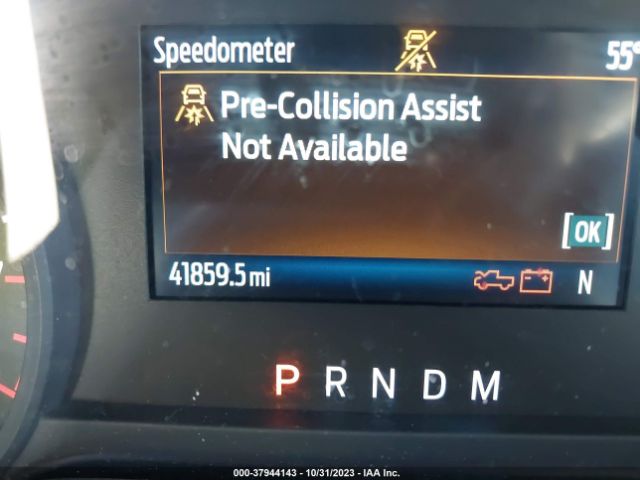 Speedometer
55°
Pre-Collision Assist
Not Available
[OK]
41859.5 mi
N
P R N D M
000-37944143 - 10/31/2023 - IAA Inc.